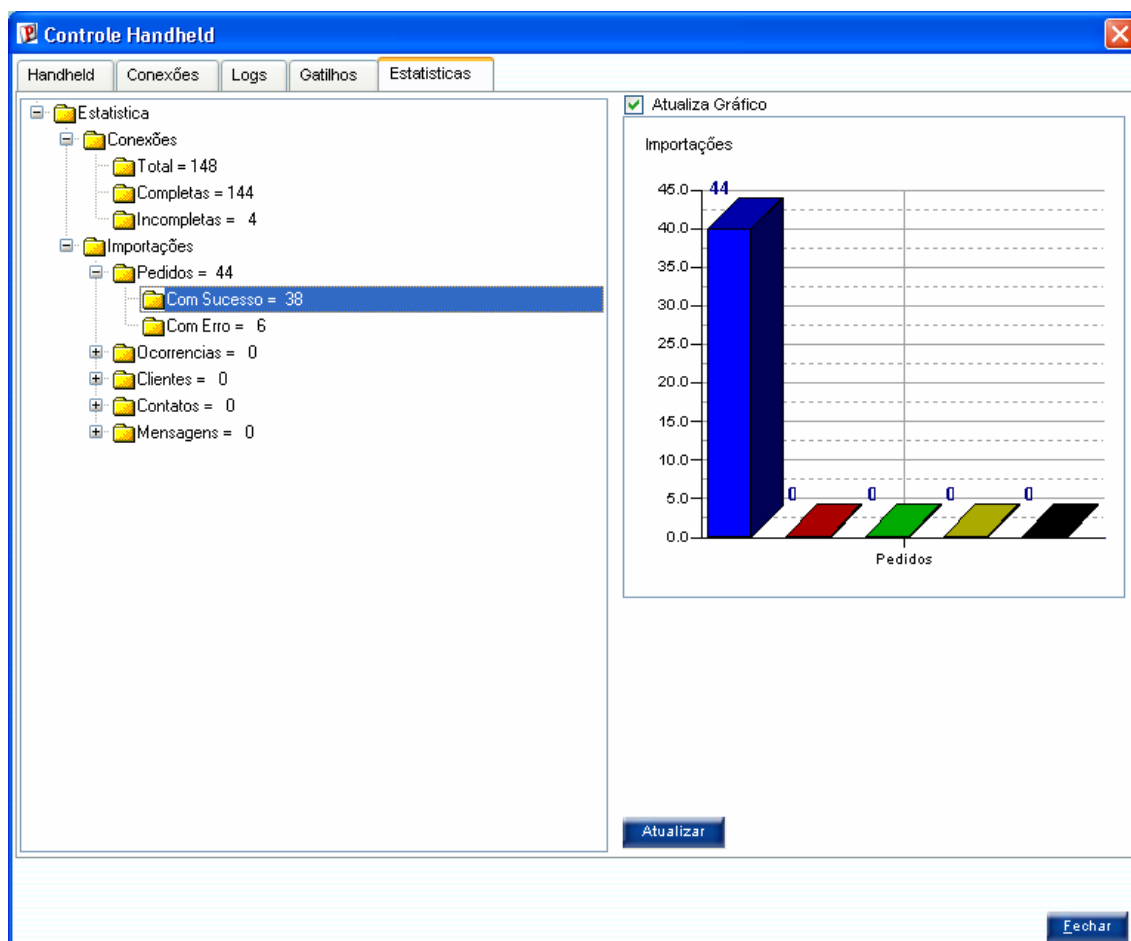 Controle Handheld
Handheld Conexões Logs Gatilhos Estatisticas
Estatistica
Conexões
Total = 148
Completas = 144
Incompletas = 4
Importações
Pedidos = 44
Com Sucesso = 38
Com Erro = 6
Ocorrencias = 0
Clientes = 0
Contatos = 0
Mensagens = 0
Atualiza Gráfico
Importações
45.0 44
40.0
35.0
30.0
25.0
20.0
15.0
10.0
5.0 0 0 0 0
0.0
Pedidos
Atualizar
Fechar